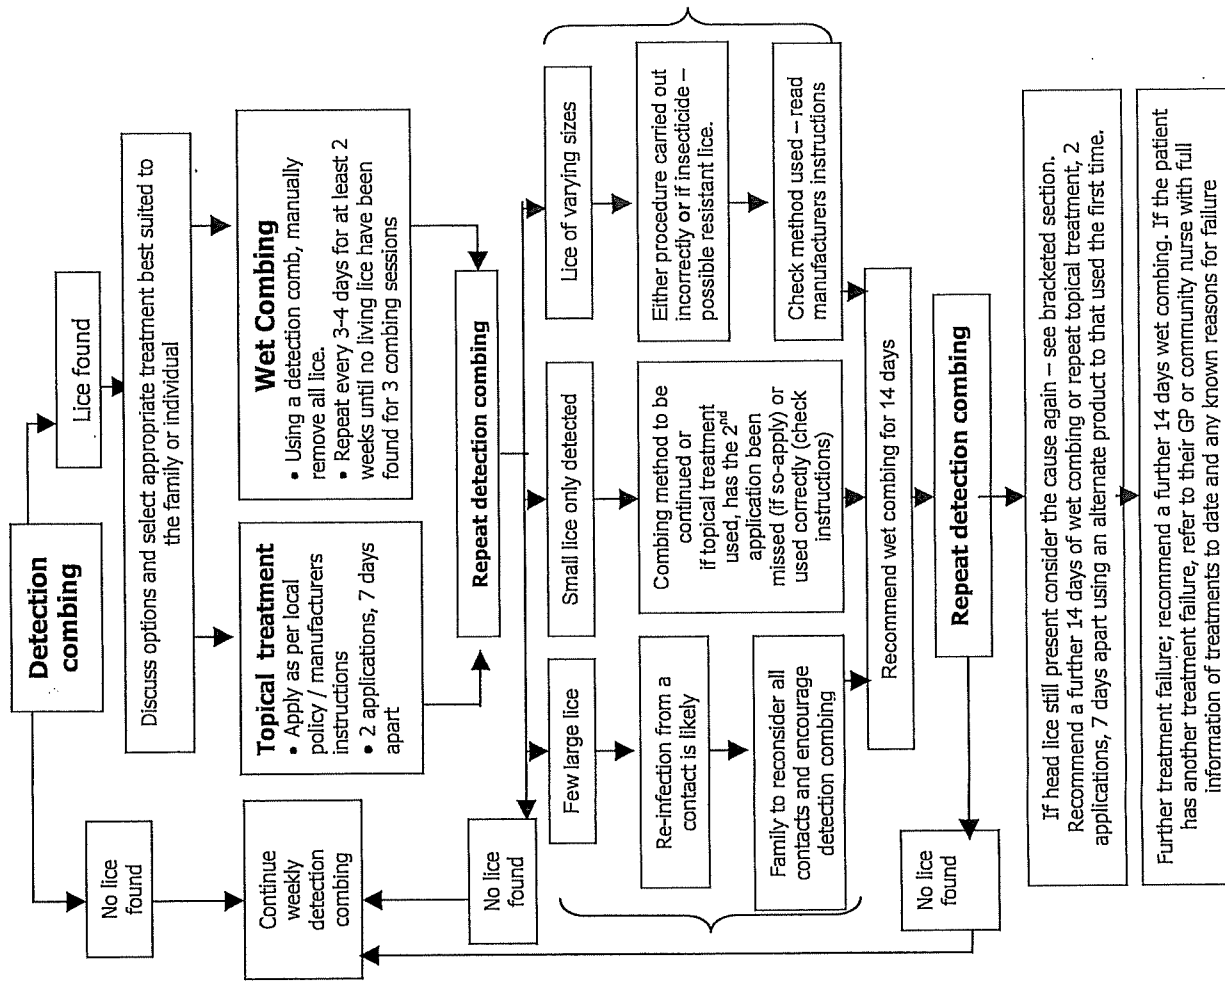 Detection
combing
Lice found
No lice
found
Discuss options and select appropriate treatment best suited to
the family or individual
Topical treatment
• Apply as per local
policy / manufacturers
instructions
• 2 applications, 7 days
apart
Wet Combing
• Using a detection comb, manually
remove all lice.
• Repeat every 3-4 days for at least 2
weeks until no living lice have been
found for 3 combing sessions
Continue
weekly
detection
combing
Repeat detection combing
No lice
found
Few large lice
Small lice only detected
Lice of varying sizes
Re-infection from a
contact is likely
Combing method to be
continued or
if topical treatment
used, has the 2nd
application been
missed (if so-apply) or
used correctly (check
instructions)
Either procedure carried out
incorrectly or if insecticide –
possible resistant lice.
Family to reconsider all
contacts and encourage
detection combing
Check method used – read
manufacturers instructions
Recommend wet combing for 14 days
No lice
found
Repeat detection combing
If head lice still present consider the cause again – see bracketed section.
Recommend a further 14 days of wet combing or repeat topical treatment, 2
applications, 7 days apart using an alternate product to that used the first time.
Further treatment failure; recommend a further 14 days wet combing. If the patient
has another treatment failure, refer to their GP or community nurse with full
information of treatments to date and any known reasons for failure